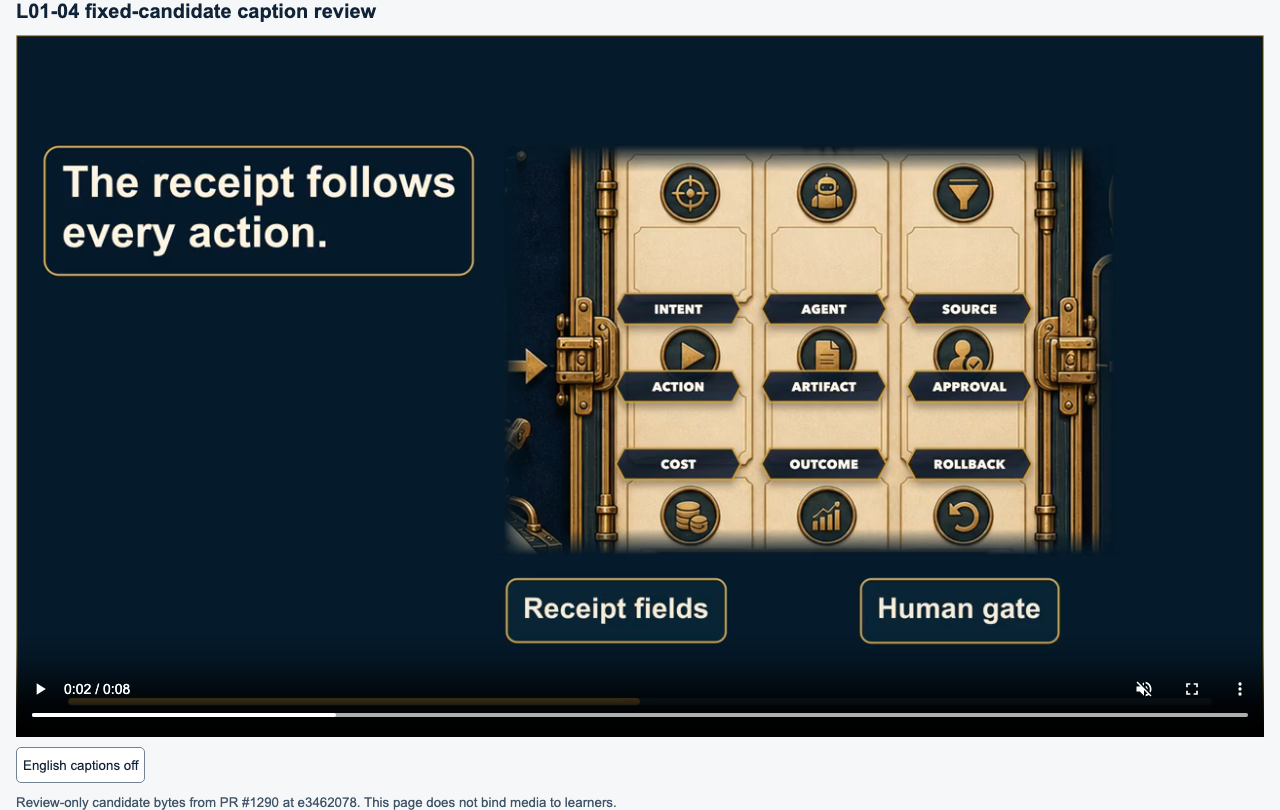 L01-04 fixed-candidate caption review
The receipt follows
every action.
INTENT
AGENT
SOURCE
ACTION
ARTIFACT
APPROVAL
COST
OUTCOME
ROLLBACK
Receipt fields
Human gate
0:02 / 0:08
English captions off
Review-only candidate bytes from PR #1290 at e3462078. This page does not bind media to learners.